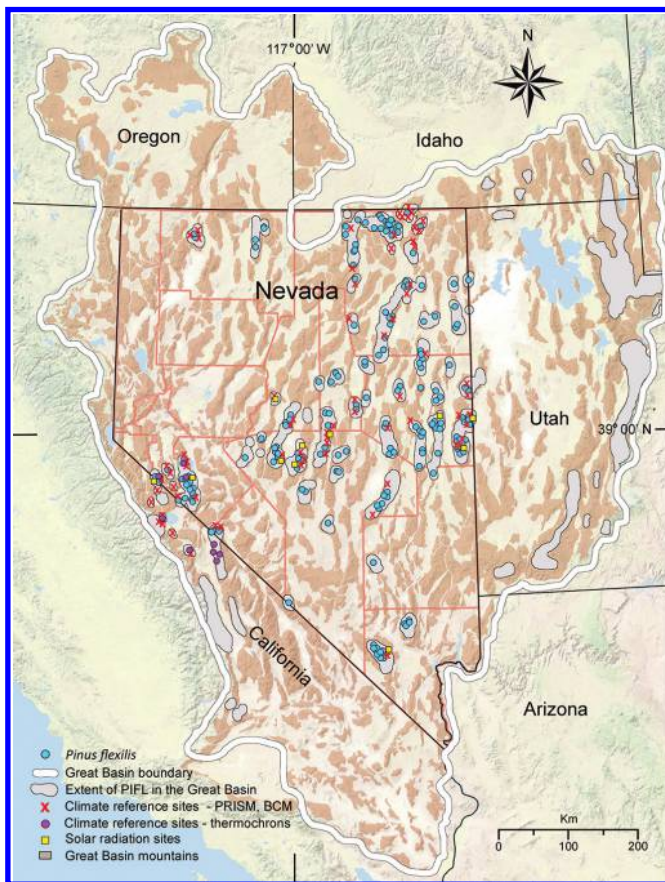 117° 00' W
N
Oregon
Idaho
Nevada
Utah
39° 00' N
California
Arizona
Pinus flexilis
Great Basin boundary
Extent of PIFL in the Great Basin
Climate reference sites - PRISM, BCM
Climate reference sites - thermochrons
Solar radiation sites
Great Basin mountains
Km
0 100 200